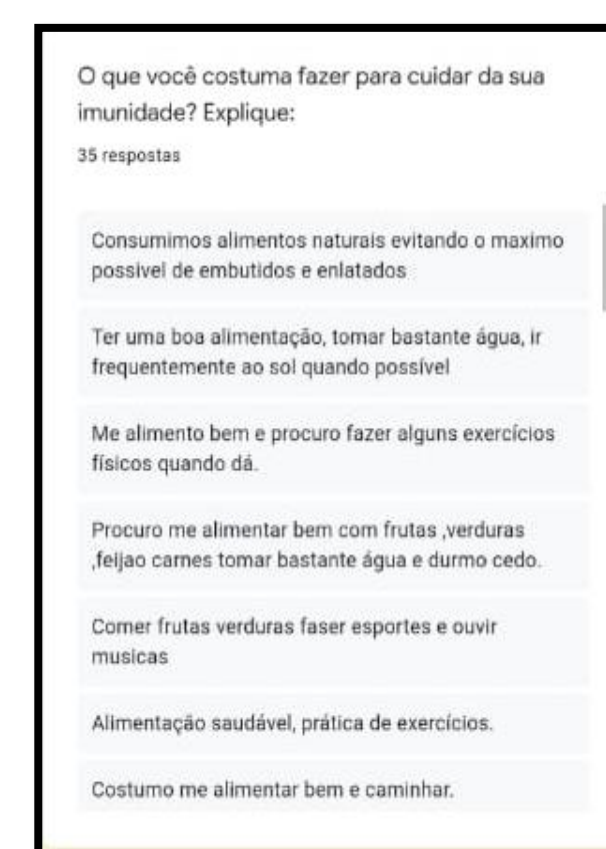 O que você costuma fazer para cuidar da sua
imunidade? Explique:
35 respostas
Consumimos alimentos naturais evitando o maximo
possivel de embutidos e enlatados
Ter uma boa alimentação, tomar bastante água, ir
frequentemente ao sol quando possível
Me alimento bem e procuro fazer alguns exercícios
físicos quando dá.
Procuro me alimentar bem com frutas ,verduras
,feijao carnes tomar bastante água e durmo cedo.
Comer frutas verduras faser esportes e ouvir
musicas
Alimentação saudável, prática de exercícios.
Costumo me alimentar bem e caminhar.